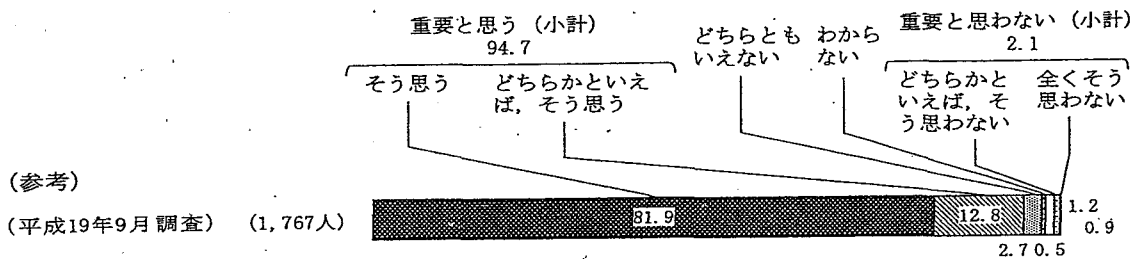 重要と思う（小計）
94.7
どちらとも
いえない
わから
ない
重要と思わない（小計）
2.1
そう思う
どちらかといえ
ば，そう思う
どちらかと
いえば，そ
う思わない
全くそう
思わない
(参考)
(平成19年9月調査) (1,767人)
81.9
12.8
2.7
0.5
1.2
0.9